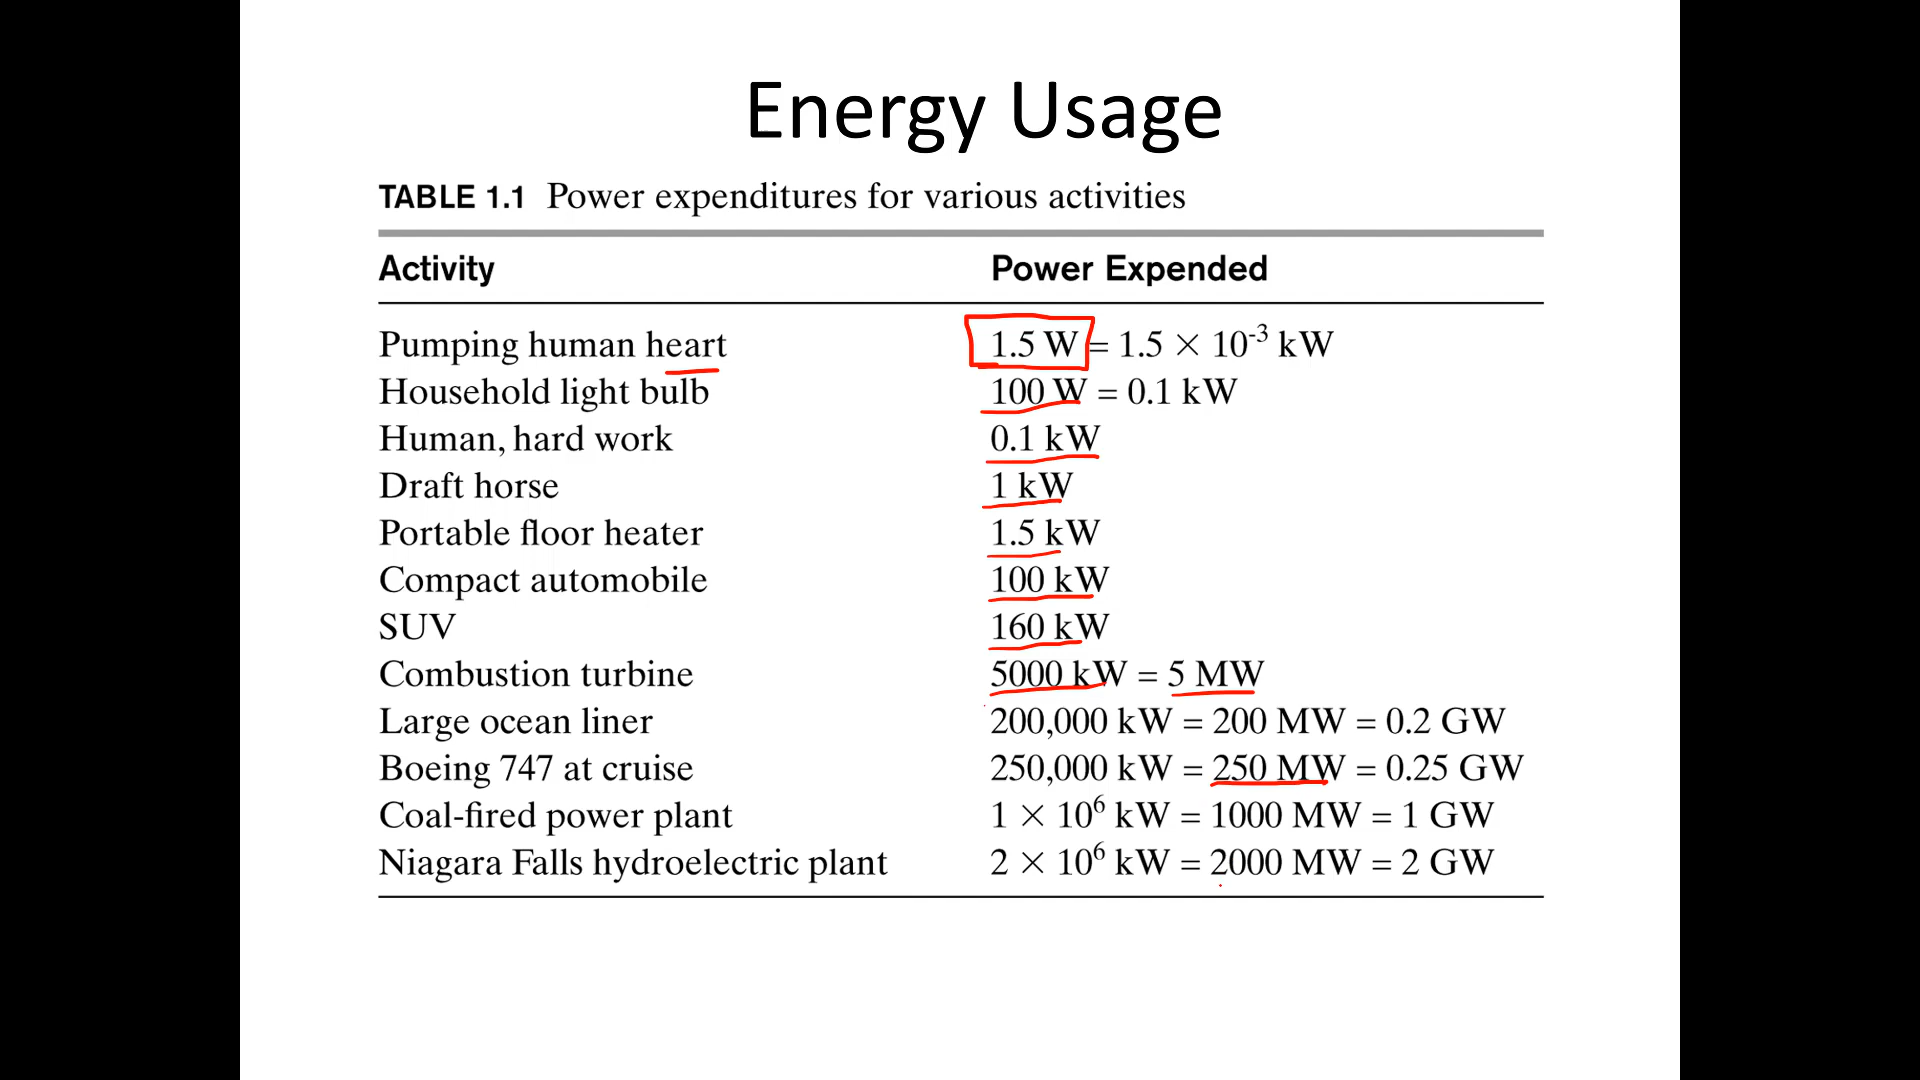 Energy Usage
TABLE 1.1 Power expenditures for various activities
Activity Power Expended
Pumping human heart 1.5 W = 1.5 × 10⁻³ kW
Household light bulb 100 W = 0.1 kW
Human, hard work 0.1 kW
Draft horse 1 kW
Portable floor heater 1.5 kW
Compact automobile 100 kW
SUV 160 kW
Combustion turbine 5000 kW = 5 MW
Large ocean liner 200,000 kW = 200 MW = 0.2 GW
Boeing 747 at cruise 250,000 kW = 250 MW = 0.25 GW
Coal-fired power plant 1 × 10⁶ kW = 1000 MW = 1 GW
Niagara Falls hydroelectric plant 2 × 10⁶ kW = 2000 MW = 2 GW